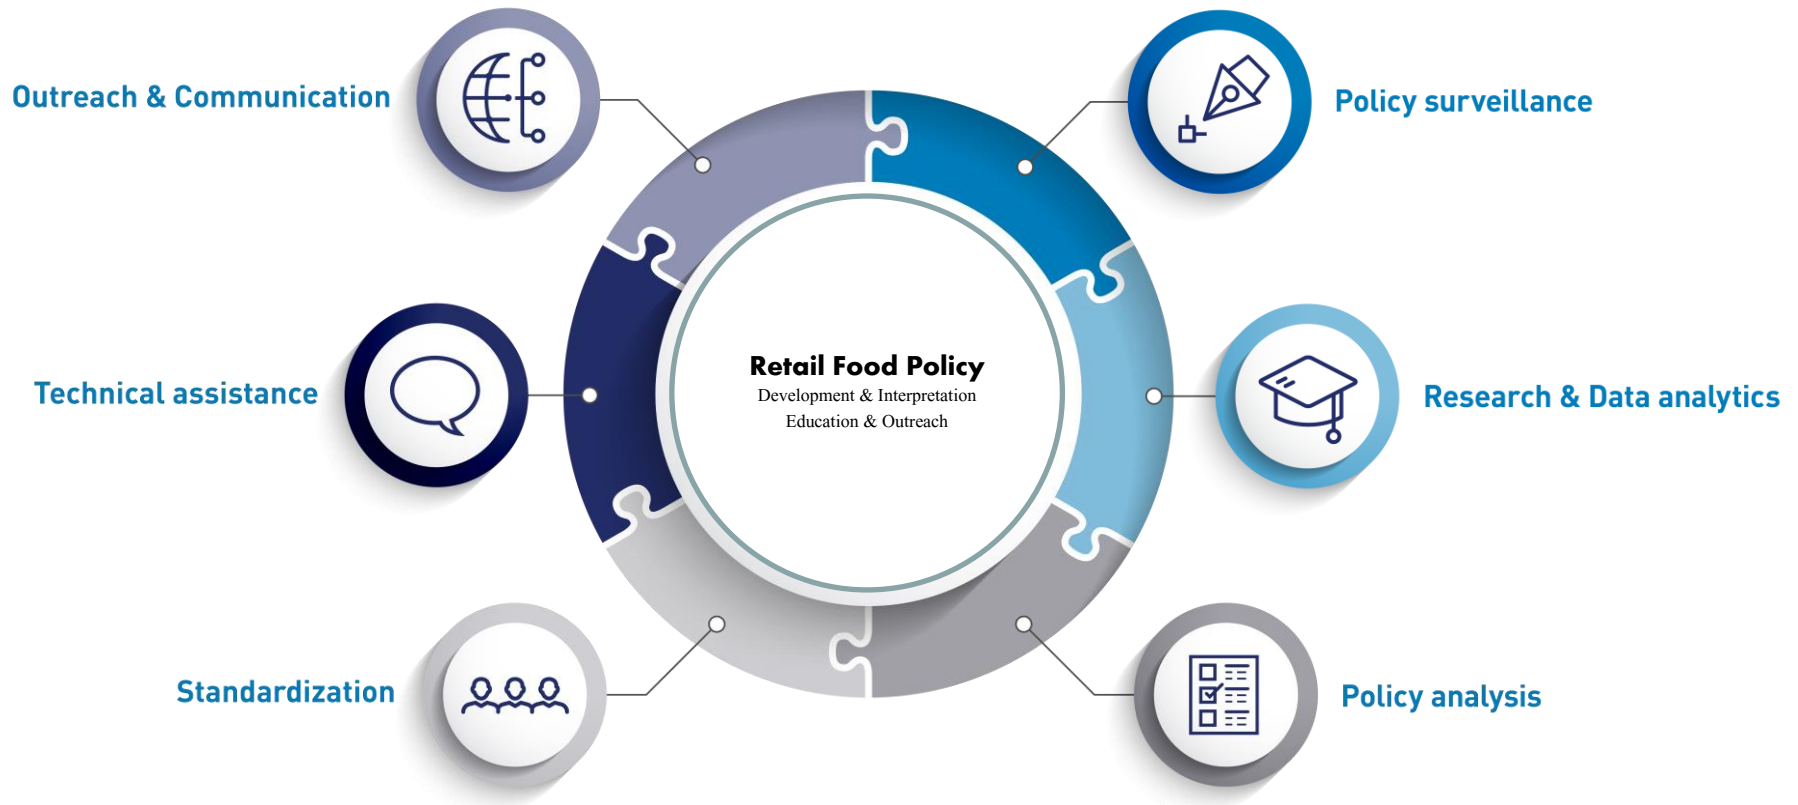 Outreach & Communication
Policy surveillance
Retail Food Policy
Development & Interpretation
Education & Outreach
Technical assistance
Research & Data analytics
Standardization
Policy analysis